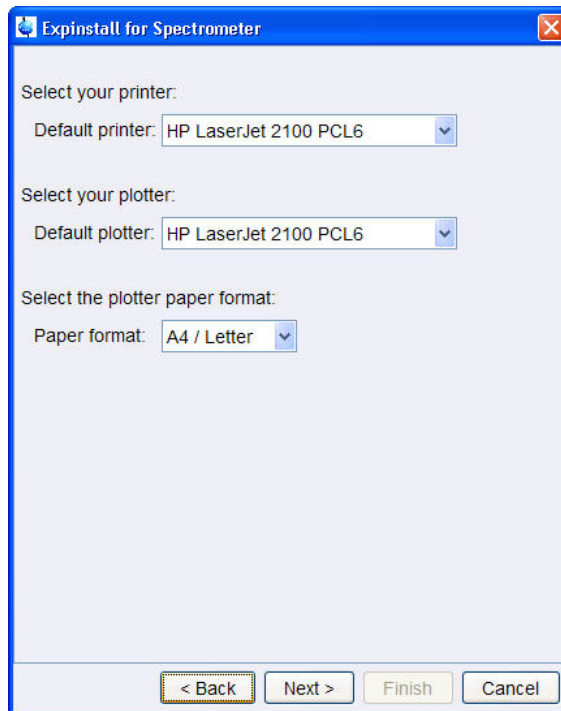 Expinstall for Spectrometer
Select your printer:
Default printer: HP LaserJet 2100 PCL6
Select your plotter:
Default plotter: HP LaserJet 2100 PCL6
Select the plotter paper format:
Paper format: A4 / Letter
< Back Next > Finish Cancel